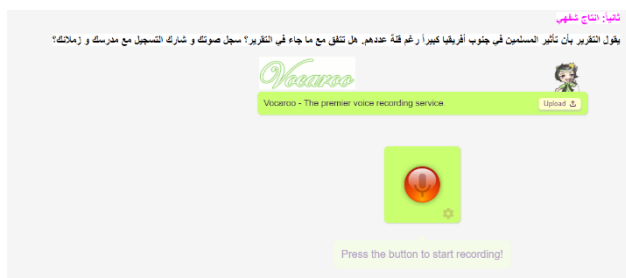 ثانياً: انتاج شفهي
يقول التقرير بأن تأثير المسلمين في جنوب أفريقيا كبيراً رغم قلة عددهم. هل تتفق مع ما جاء في التقرير؟ سجل صوتك و شارك التسجيل مع مدرسك و زملائك؟
Vocaroo
Vocaroo - The premier voice recording service.
Upload
Press the button to start recording!